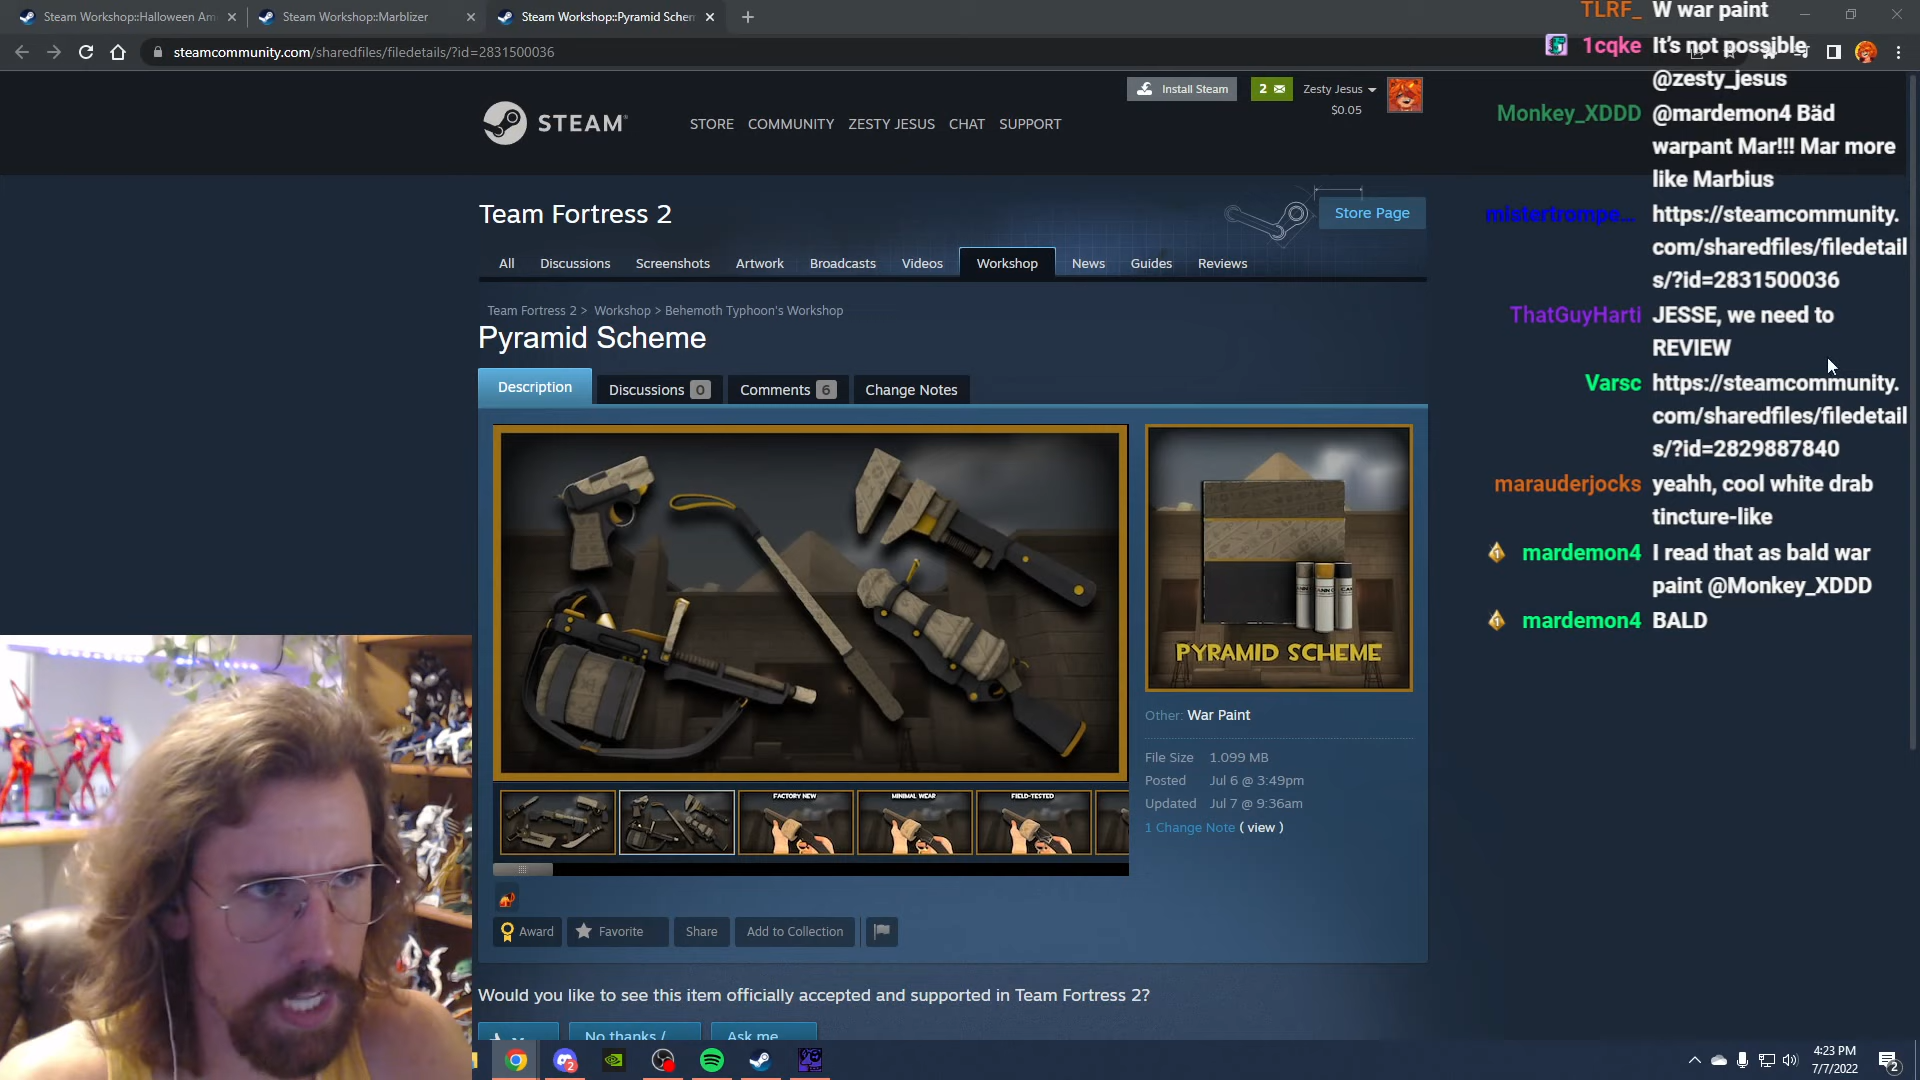 Steam Workshop::Halloween Am
Steam Workshop::Marblizer
Steam Workshop::Pyramid Schem
steamcommunity.com/sharedfiles/filedetails/?id=2831500036
Install Steam
2
Zesty Jesus
$0.05
STEAM
STORE
COMMUNITY
ZESTY JESUS
CHAT
SUPPORT
Team Fortress 2
Store Page
All
Discussions
Screenshots
Artwork
Broadcasts
Videos
Workshop
News
Guides
Reviews
Team Fortress 2 > Workshop > Behemoth Typhoon's Workshop
Pyramid Scheme
Description
Discussions 0
Comments 6
Change Notes
PYRAMID SCHEME
Other: War Paint
File Size 1.099 MB
Posted Jul 6 @ 3:49pm
Updated Jul 7 @ 9:36am
1 Change Note ( view )
FACTORY NEW
MINIMAL WEAR
FIELD-TESTED
Award
Favorite
Share
Add to Collection
Would you like to see this item officially accepted and supported in Team Fortress 2?
No thanks /
Ask me
TLRF_ W war paint
1cqke It's not possible
@zesty_jesus
Monkey_XDDD @mardemon4 Bäd
warpant Mar!!! Mar more
like Marbius
mistertrompe... https://steamcommunity.
com/sharedfiles/filedetail
s/?id=2831500036
ThatGuyHarti JESSE, we need to
REVIEW
Varsc https://steamcommunity.
com/sharedfiles/filedetail
s/?id=2829887840
marauderjocks yeahh, cool white drab
tincture-like
mardemon4 I read that as bald war
paint @Monkey_XDDD
mardemon4 BALD
4:23 PM
7/7/2022
2
2